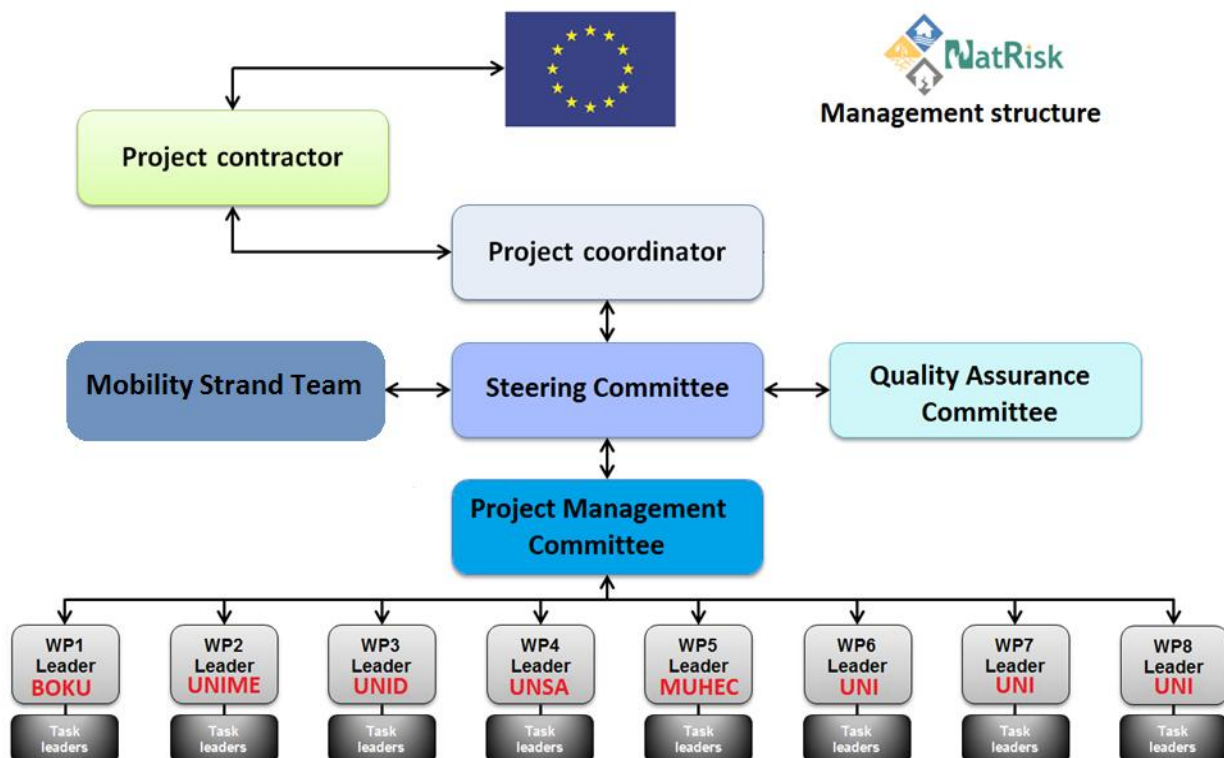 NatRisk
Management structure
Project contractor
Project coordinator
Mobility Strand Team
Steering Committee
Quality Assurance
Committee
Project Management
Committee
WP1
Leader
BOKU
WP2
Leader
UNIME
WP3
Leader
UNID
WP4
Leader
UNSA
WP5
Leader
MUHEC
WP6
Leader
UNI
WP7
Leader
UNI
WP8
Leader
UNI
Task
leaders
Task
leaders
Task
leaders
Task
leaders
Task
leaders
Task
leaders
Task
leaders
Task
leaders